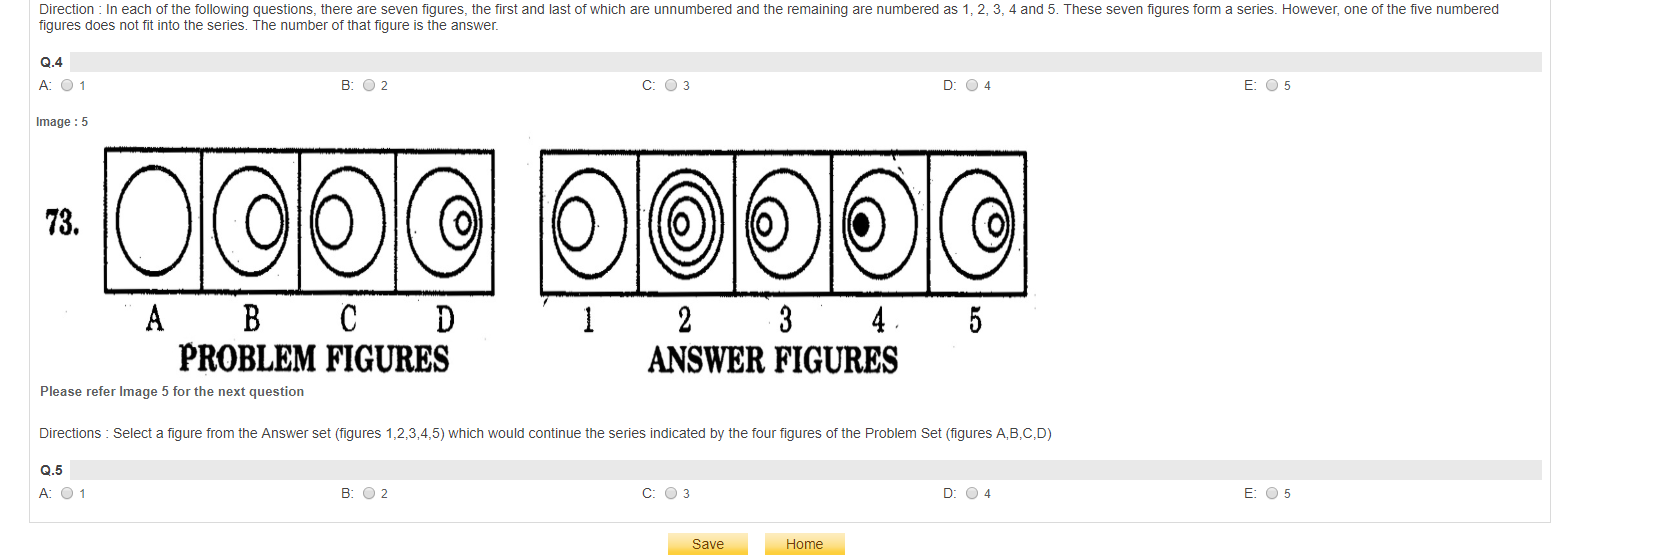 Direction : In each of the following questions, there are seven figures, the first and last of which are unnumbered and the remaining are numbered as 1, 2, 3, 4 and 5. These seven figures form a series. However, one of the five numbered
figures does not fit into the series. The number of that figure is the answer.
Q.4
A: 1 B: 2 C: 3 D: 4 E: 5
Image : 5
73.
A B C D 1 2 3 4 5
PROBLEM FIGURES ANSWER FIGURES
Please refer Image 5 for the next question
Directions : Select a figure from the Answer set (figures 1,2,3,4,5) which would continue the series indicated by the four figures of the Problem Set (figures A,B,C,D)
Q.5
A: 1 B: 2 C: 3 D: 4 E: 5
Save Home